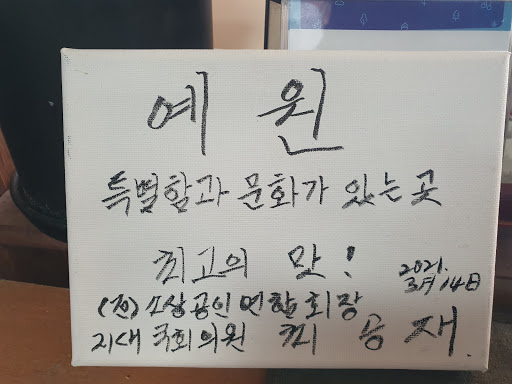 예 원
특별함과 문화가 있는 곳
최고의 맛!
2021.
3月 14日
(전) 소상공인 연합회장
21대 국회의원 최 승 재.